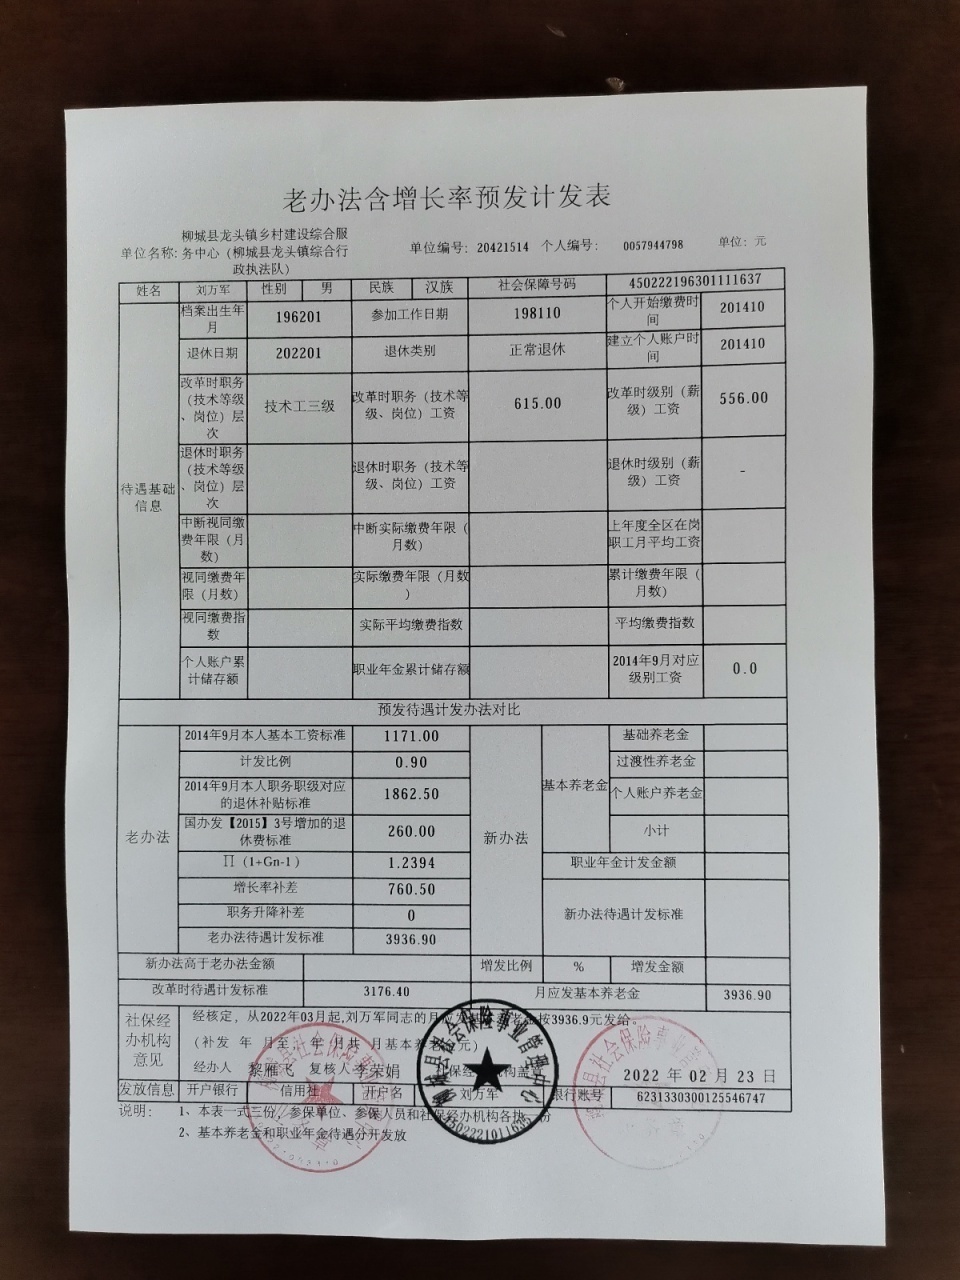 老办法含增长率预发计发表
单位名称: 柳城县龙头镇乡村建设综合服务中心（柳城县龙头镇综合行政执法队） 单位编号: 20421514 个人编号: 0057944798 单位: 元
姓名 刘万军 性别 男 民族 汉族 社会保障号码 450222196301111637
待遇基础信息
档案出生年月 196201 参加工作日期 198110 个人开始缴费时间 201410
退休日期 202201 退休类别 正常退休 建立个人账户时间 201410
改革时职务（技术等级、岗位）层次 技术工三级 改革时职务（技术等级、岗位）工资 615.00 改革时级别（薪级）工资 556.00
退休时职务（技术等级、岗位）层次 退休时职务（技术等级、岗位）工资 退休时级别（薪级）工资 -
中断视同缴费年限（月数） 中断实际缴费年限（月数） 上年度全区在岗职工月平均工资
视同缴费年限（月数） 实际缴费年限（月数） 累计缴费年限（月数）
视同缴费指数 实际平均缴费指数 平均缴费指数
个人账户累计储存额 职业年金累计储存额 2014年9月对应级别工资 0.0
预发待遇计发办法对比
老办法
2014年9月本人基本工资标准 1171.00
计发比例 0.90
2014年9月本人职务职级对应的退休补贴标准 1862.50
国办发【2015】3号增加的退休费标准 260.00
∏（1+Gn-1） 1.2394
增长率补差 760.50
职务升降补差 0
老办法待遇计发标准 3936.90
新办法
基本养老金
基础养老金
过渡性养老金
个人账户养老金
小计
职业年金计发金额
新办法待遇计发标准
新办法高于老办法金额 增发比例 % 增发金额
改革时待遇计发标准 3176.40 月应发基本养老金 3936.90
社保经办机构意见
经核定，从2022年03月起,刘万军同志的月应发基本养老金按3936.9元发给.
(补发 年 月至 年 月共 月基本养老金 元)
经办人 黎雁飞 复核人 李荣娟 社保经办机构盖章
2022 年 02 月 23 日
发放信息 开户银行 信用社 开户名 刘万军 银行账号 6231330300125546747
说明: 1、本表一式三份，参保单位、参保人员和社保经办机构各执一份
2、基本养老金和职业年金待遇分开发放
柳城县社会保险事业管理中心